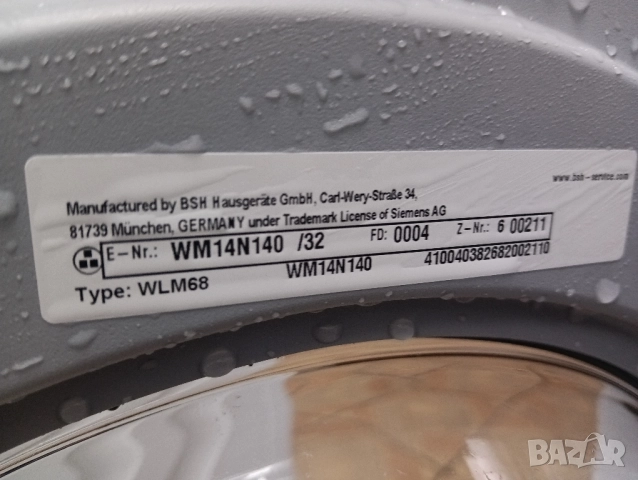 www.bsh-service.com
Manufactured by BSH Hausgeräte GmbH, Carl-Wery-Straße 34,
81739 München, GERMANY under Trademark License of Siemens AG
E-Nr.: WM14N140 /32 FD: 0004 Z-Nr.: 6 00211
Type: WLM68 WM14N140 410040382682002110
BAZAR